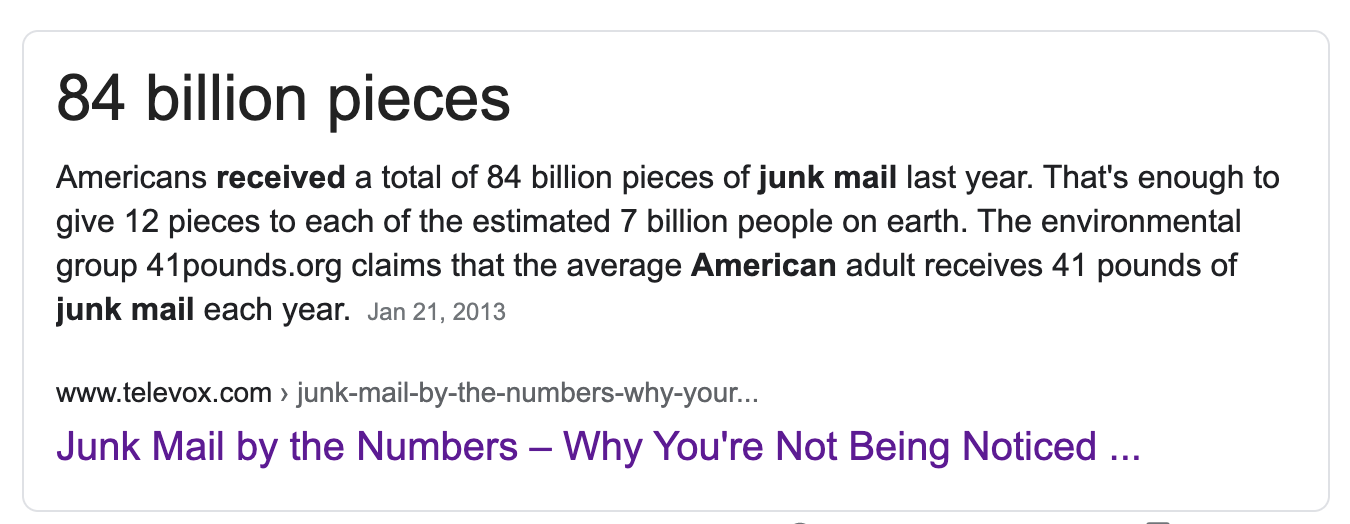 84 billion pieces
Americans received a total of 84 billion pieces of junk mail last year. That's enough to
give 12 pieces to each of the estimated 7 billion people on earth. The environmental
group 41pounds.org claims that the average American adult receives 41 pounds of
junk mail each year. Jan 21, 2013
www.televox.com › junk-mail-by-the-numbers-why-your...
Junk Mail by the Numbers – Why You're Not Being Noticed ...